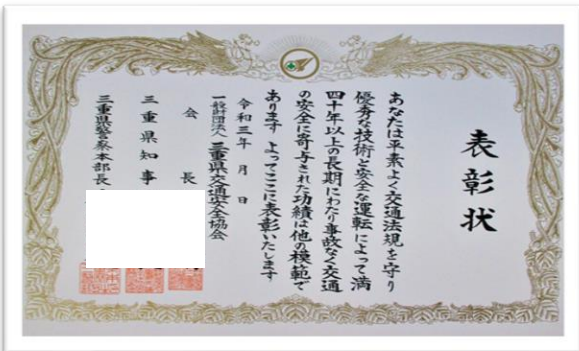 表彰状
あなたは平素よく交通法規を守り
優秀な技術と安全な運転によって満
四十年以上の長期にわたり事故なく交通
の安全に寄与された功績は他の模範で
あります よってここに表彰いたします
令和三年 月 日
一般財団法人 三重県交通安全協会
会長
三重県知事
三重県警察本部長